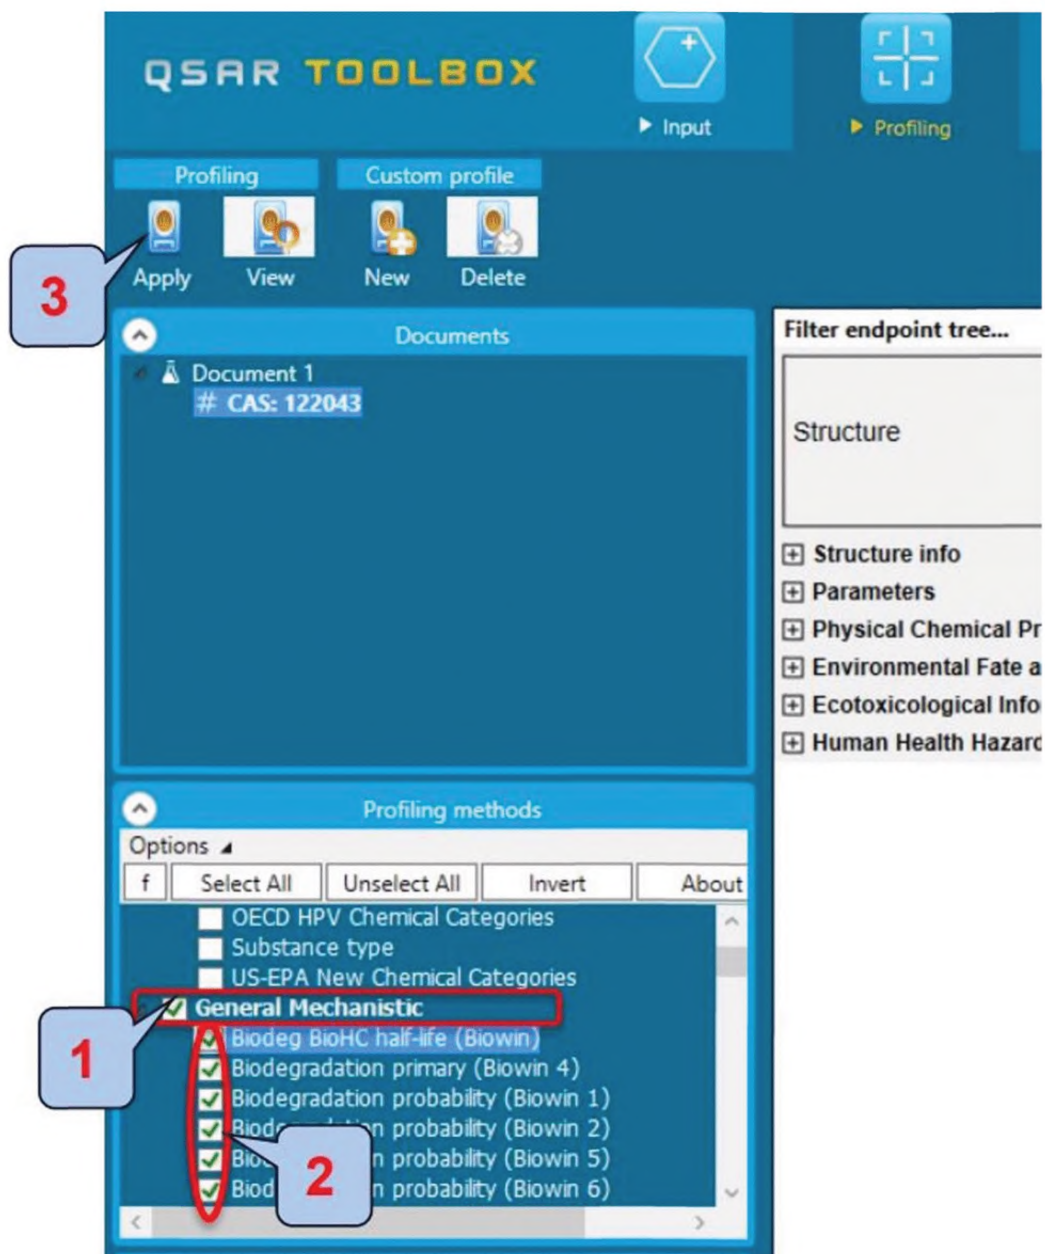 QSAR TOOLBOX
Input
Profiling
Profiling
Custom profile
3
Apply
View
New
Delete
Documents
Document 1
# CAS: 122043
Filter endpoint tree...
Structure
Structure info
Parameters
Physical Chemical Pr
Environmental Fate a
Ecotoxicological Info
Human Health Hazard
Profiling methods
Options
f
Select All
Unselect All
Invert
About
OECD HPV Chemical Categories
Substance type
US-EPA New Chemical Categories
1
General Mechanistic
Biodeg BioHC half-life (Biowin)
Biodegradation primary (Biowin 4)
Biodegradation probability (Biowin 1)
probability (Biowin 2)
2
n probability (Biowin 5)
Biod n probability (Biowin 6)